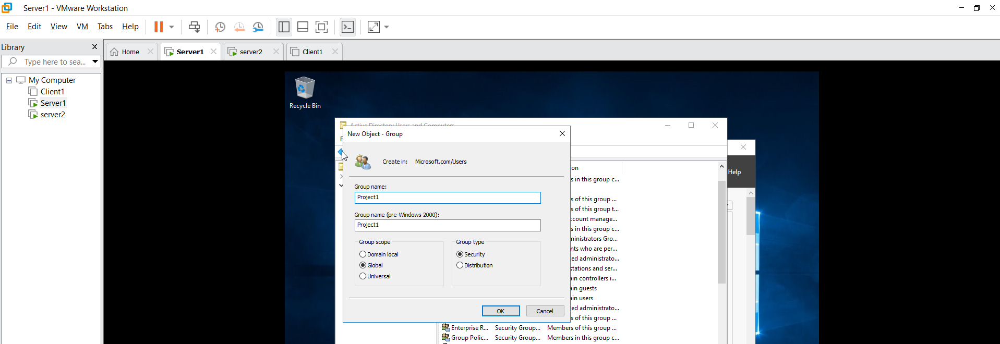 Server1 - VMware Workstation
File Edit View VM Tabs Help
Library
Home Server1 server2 Client1
Type here to sea...
My Computer
Client1
Server1
server2
Recycle Bin
Active Directory Users and Computers
New Object - Group
Create in: Microsoft.com/Users
Help
Group name:
Project1
Group name (pre-Windows 2000):
Project1
Group scope
Domain local
Global
Universal
Group type
Security
Distribution
OK Cancel
s in this group c...
s of this group ...
s of this group t...
ccount manage...
s in this group c...
ministrators Gro...
nts who are per...
ted administrato...
stations and ser...
ain controllers i...
ain guests
ain users
ted administrato...
s of this group ...
Enterprise R... Security Group... Members of this group ...
Group Polic... Security Group... Members in this group c...